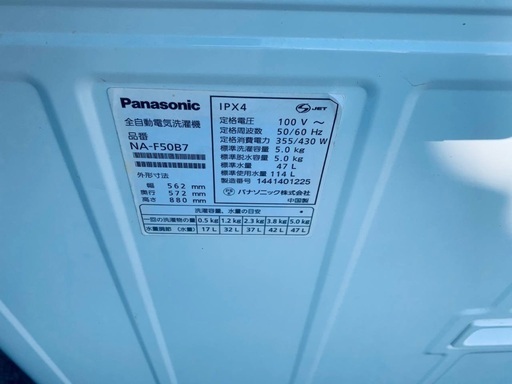 Panasonic
全自動電気洗濯機
品番
NA-F50B7
外形寸法
幅 562 mm
奥行 572 mm
高さ 880 mm
IPX4
JET
定格電圧 100 V~
定格周波数 50/60 Hz
定格消費電力 355/430 W
標準洗濯容量 5.0 kg
標準脱水容量 5.0 kg
標準水量 47 L
標準使用水量 114 L
製造番号 1441401225
パナソニック株式会社
中国製
洗濯容量、水量の目安
一回の洗濯物の量 0.5 kg 1.2 kg 2.3 kg 3.8 kg 5.0 kg
水量調節(水量) 17 L 32 L 37 L 42 L 47 L